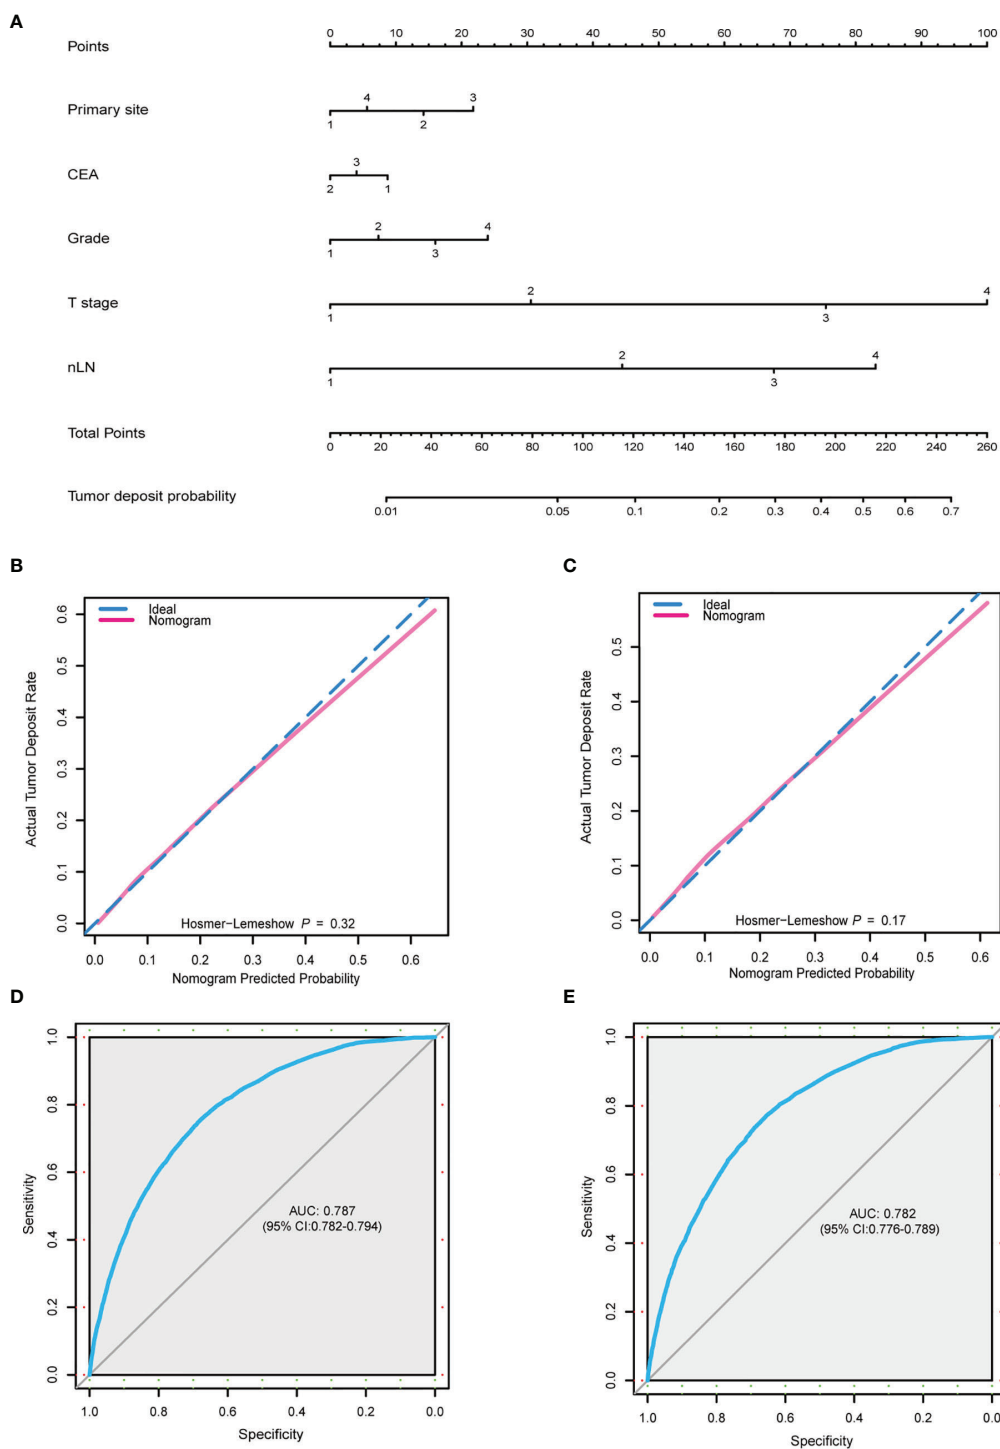 A
Points
0 10 20 30 40 50 60 70 80 90 100
Primary site
4 3
1 2
CEA
3
2 1
Grade
2 4
1 3
T stage
2 4
1 3
nLN
2 4
1 3
Total Points
0 20 40 60 80 100 120 140 160 180 200 220 240 260
Tumor deposit probability
0.01 0.05 0.1 0.2 0.3 0.4 0.5 0.6 0.7
B
Ideal
Nomogram
Actual Tumor Deposit Rate
0.6
0.5
0.4
0.3
0.2
0.1
0.0
Hosmer−Lemeshow P = 0.32
0.0 0.1 0.2 0.3 0.4 0.5 0.6
Nomogram Predicted Probability
C
Ideal
Nomogram
Actual Tumor Deposit Rate
0.5
0.4
0.3
0.2
0.1
0.0
Hosmer−Lemeshow P = 0.17
0.0 0.1 0.2 0.3 0.4 0.5 0.6
Nomogram Predicted Probability
D
Sensitivity
1.0
0.8
0.6
0.4
0.2
0.0
AUC: 0.787
(95% CI:0.782-0.794)
1.0 0.8 0.6 0.4 0.2 0.0
Specificity
E
Sensitivity
1.0
0.8
0.6
0.4
0.2
0.0
AUC: 0.782
(95% CI:0.776-0.789)
1.0 0.8 0.6 0.4 0.2 0.0
Specificity